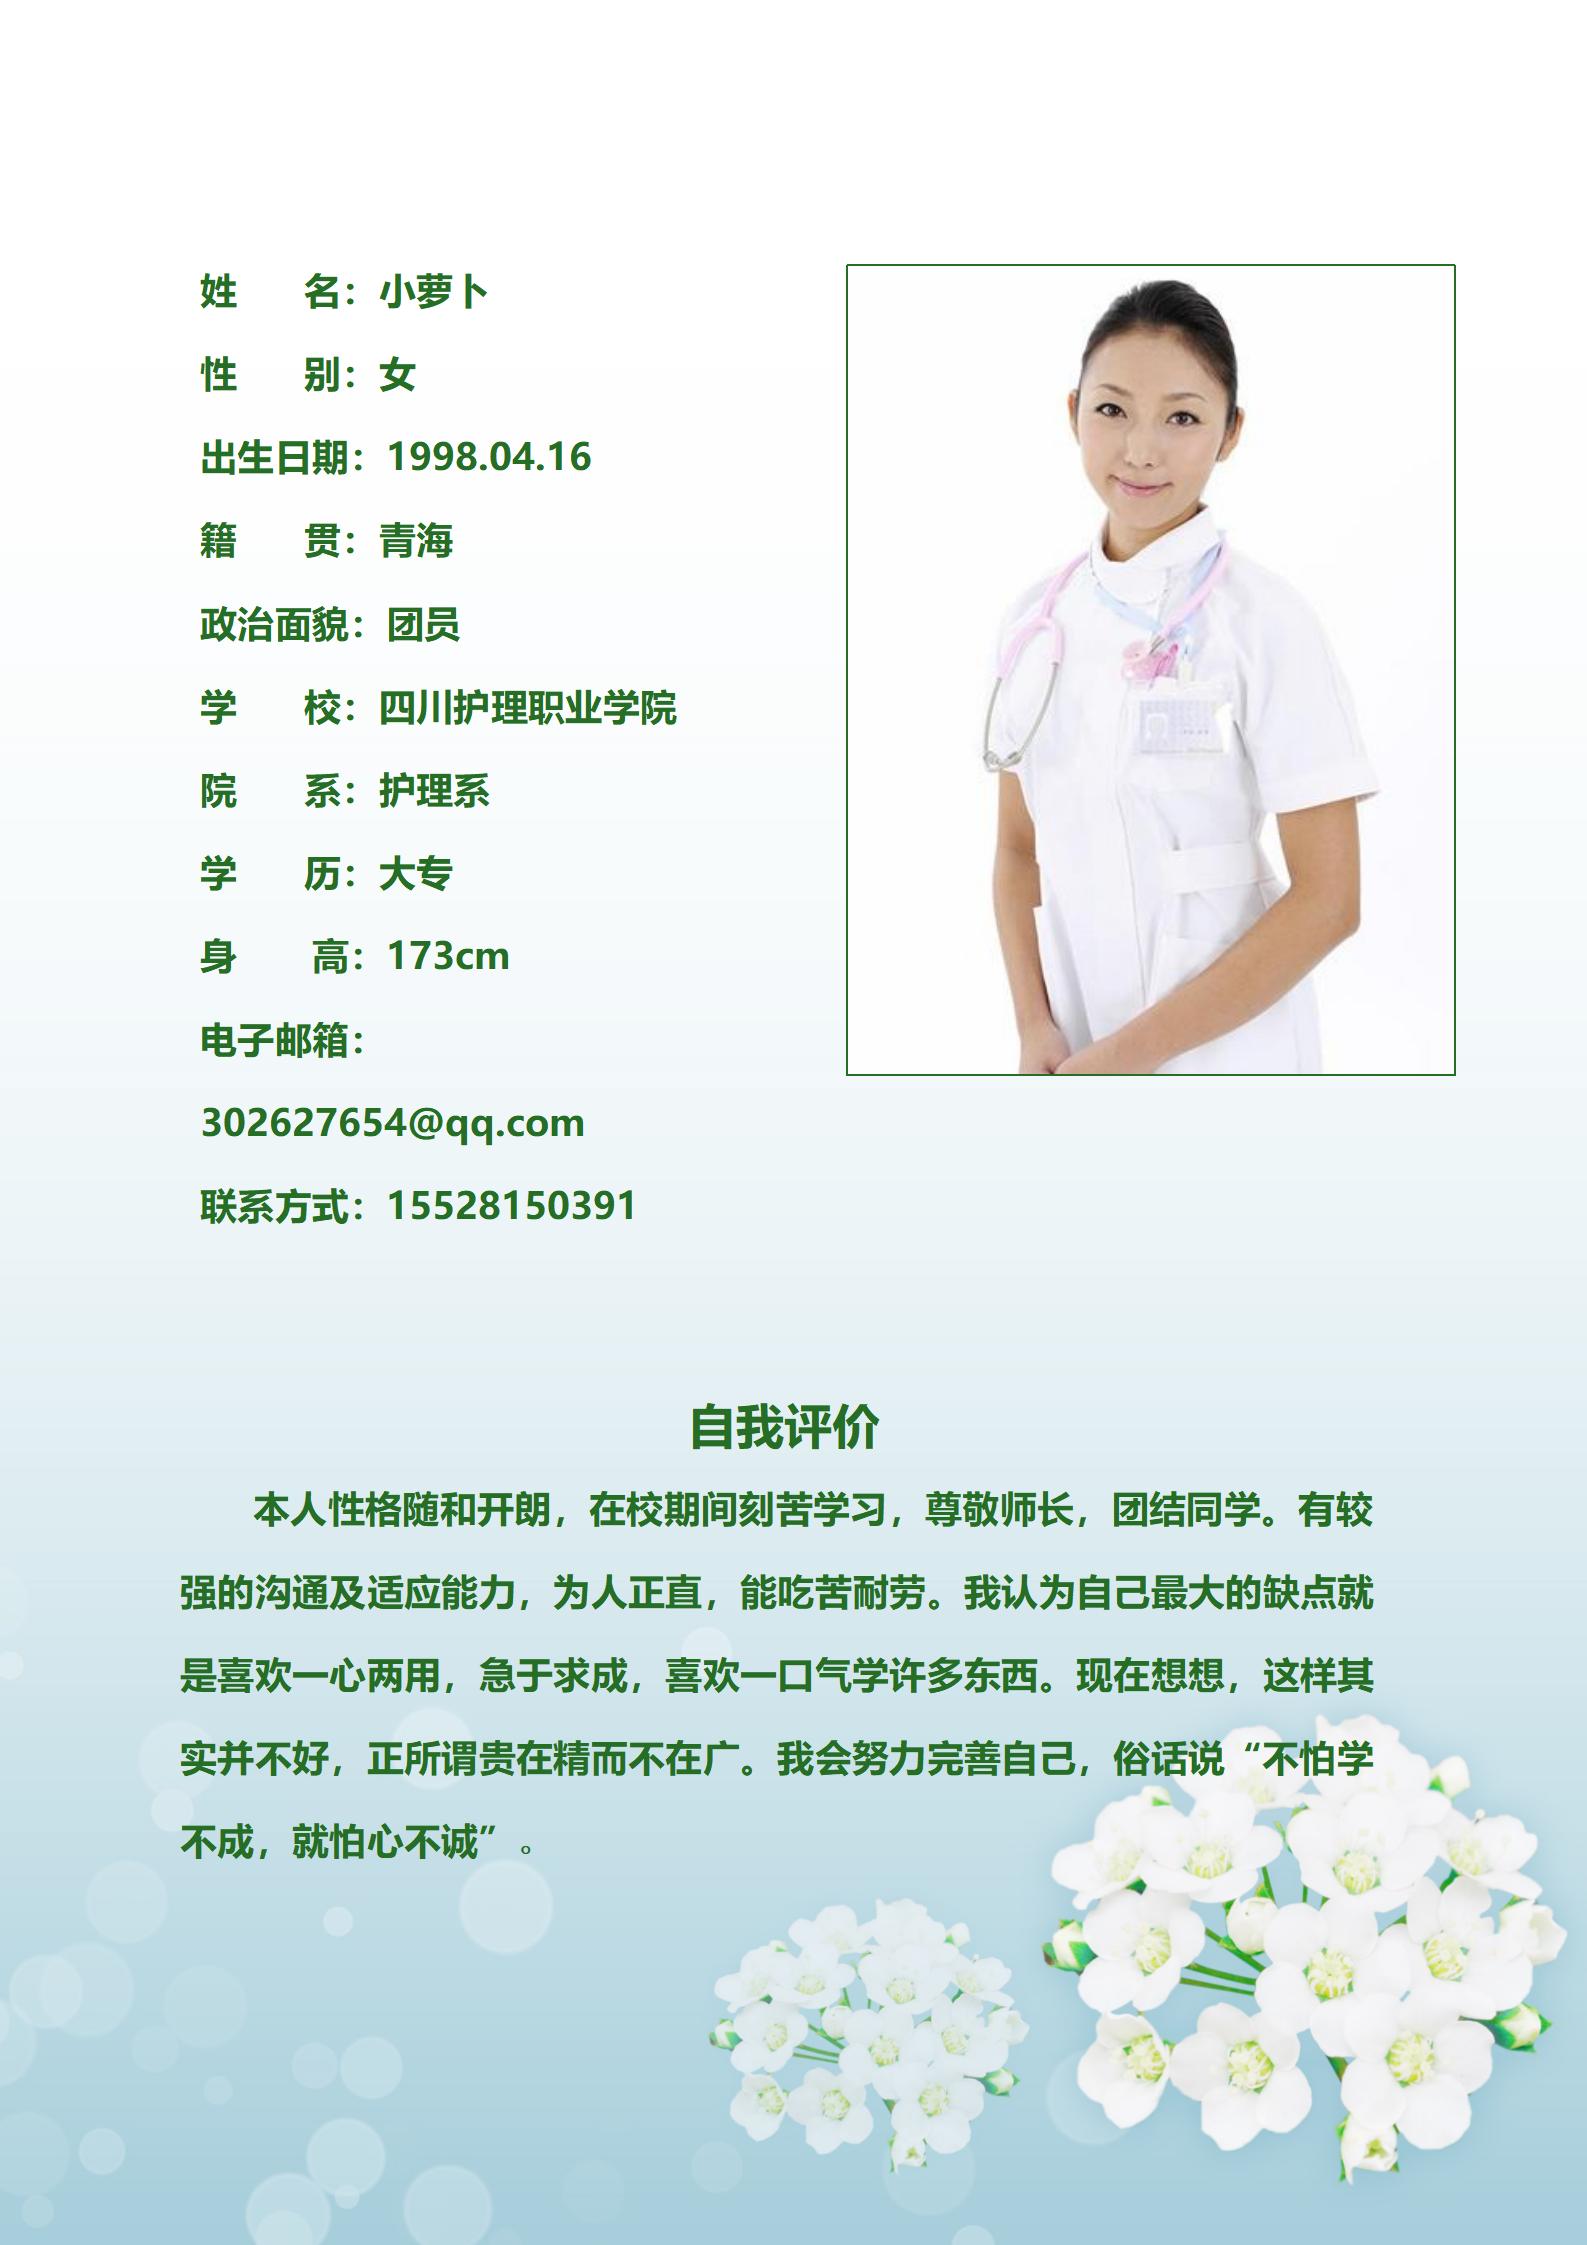 姓 名：小萝卜
性 别：女
出生日期：1998.04.16
籍 贯：青海
政治面貌：团员
学 校：四川护理职业学院
院 系：护理系
学 历：大专
身 高：173cm
电子邮箱：
302627654@qq.com
联系方式：15528150391
自我评价
本人性格随和开朗，在校期间刻苦学习，尊敬师长，团结同学。有较
强的沟通及适应能力，为人正直，能吃苦耐劳。我认为自己最大的缺点就
是喜欢一心两用，急于求成，喜欢一口气学许多东西。现在想想，这样其
实并不好，正所谓贵在精而不在广。我会努力完善自己，俗话说“不怕学
不成，就怕心不诚”。